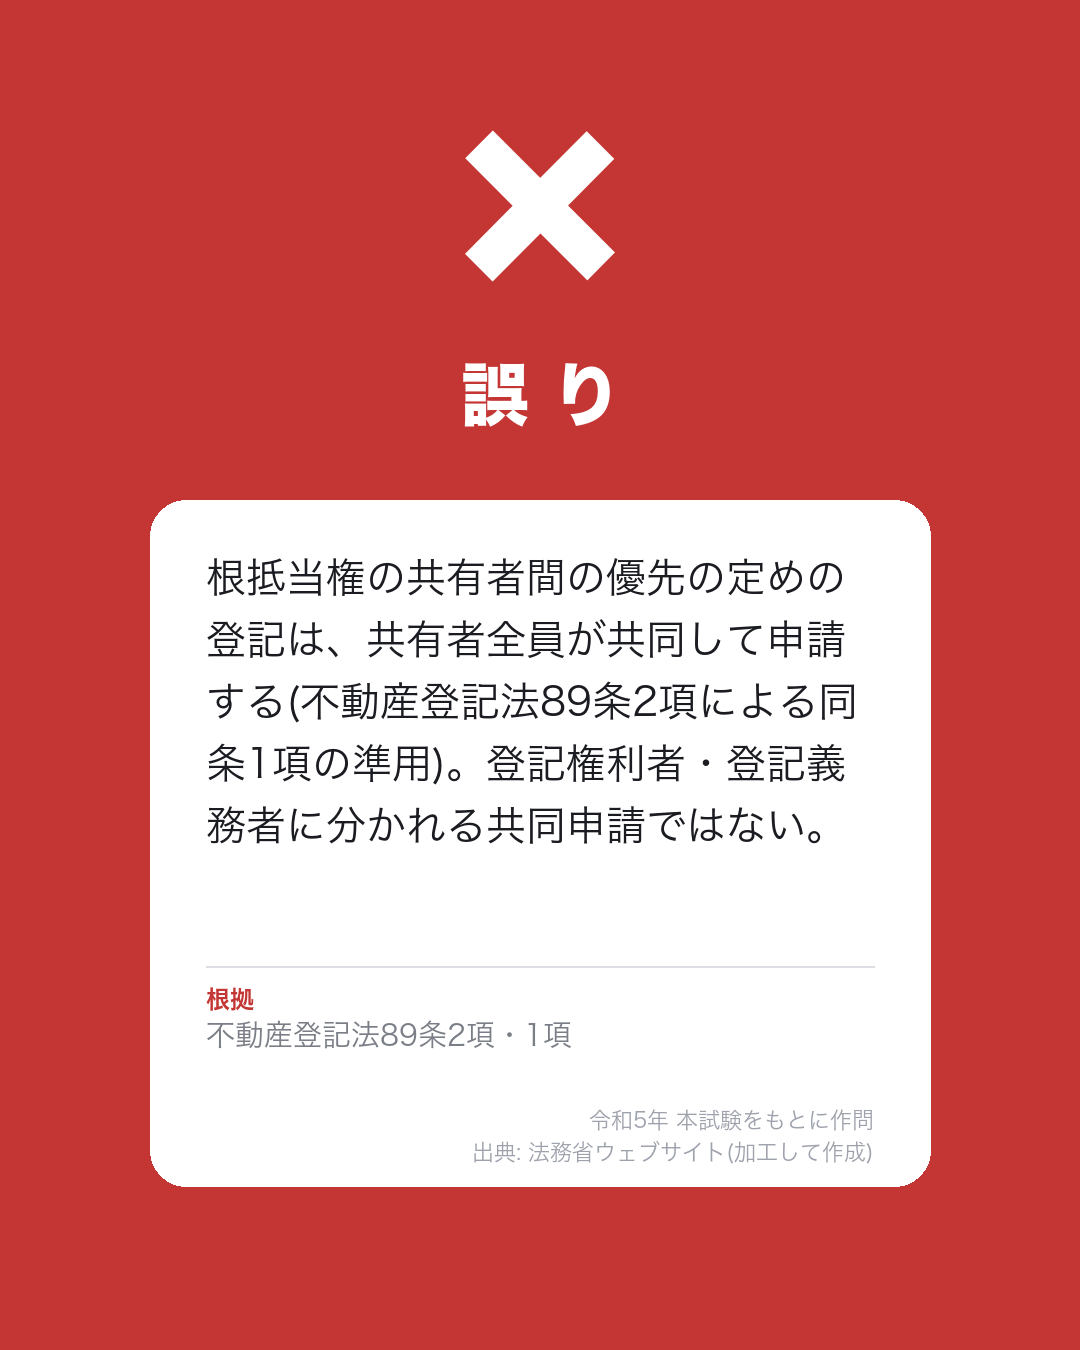 誤り
根抵当権の共有者間の優先の定めの
登記は、共有者全員が共同して申請
する(不動産登記法89条2項による同
条1項の準用)。登記権利者・登記義
務者に分かれる共同申請ではない。
根拠
不動産登記法89条2項・1項
令和5年 本試験をもとに作問
出典: 法務省ウェブサイト(加工して作成)